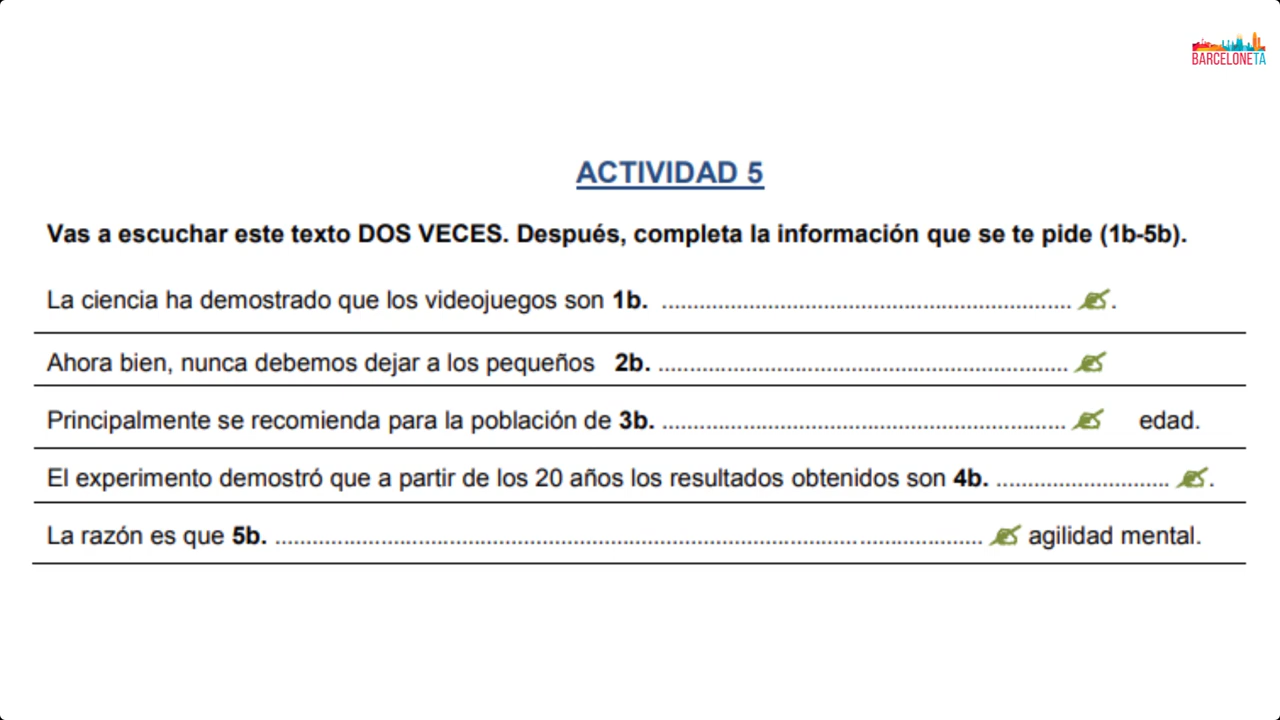 BARCELONETA
ACTIVIDAD 5
Vas a escuchar este texto DOS VECES. Después, completa la información que se te pide (1b-5b).
La ciencia ha demostrado que los videojuegos son 1b. .................................................................. .
Ahora bien, nunca debemos dejar a los pequeños 2b. ..................................................................
Principalmente se recomienda para la población de 3b. ................................................................. edad.
El experimento demostró que a partir de los 20 años los resultados obtenidos son 4b. ............................ .
La razón es que 5b. .................................................................................................................. agilidad mental.